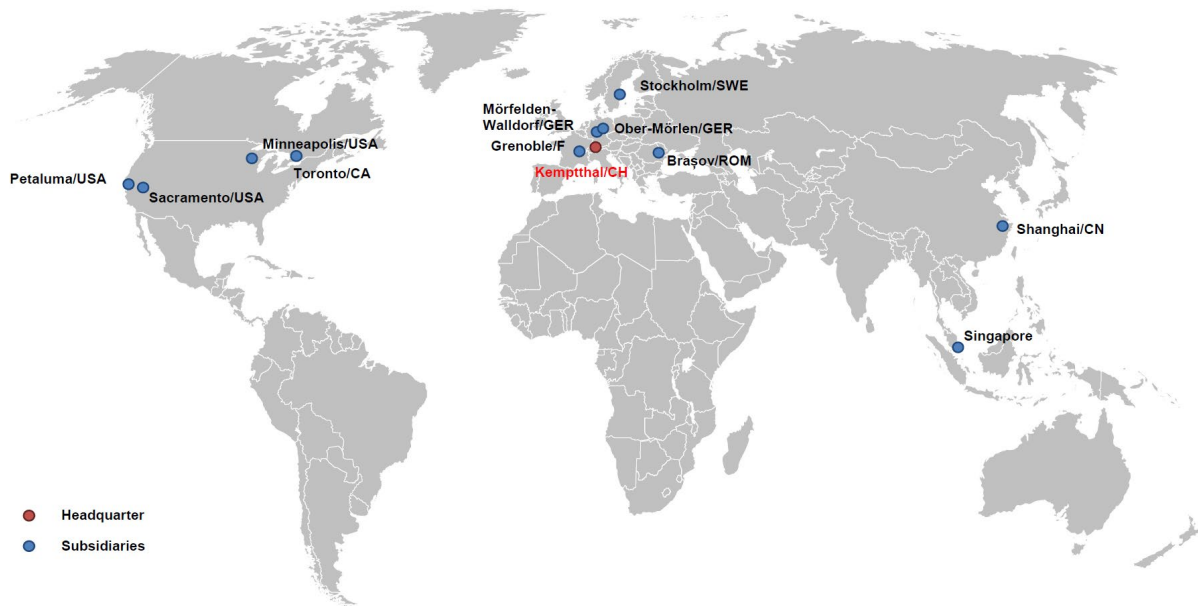 Stockholm/SWE
Mörfelden-
Walldorf/GER
Ober-Mörlen/GER
Grenoble/F
Brașov/ROM
Kemptthal/CH
Minneapolis/USA
Toronto/CA
Petaluma/USA
Sacramento/USA
Shanghai/CN
Singapore
Headquarter
Subsidiaries